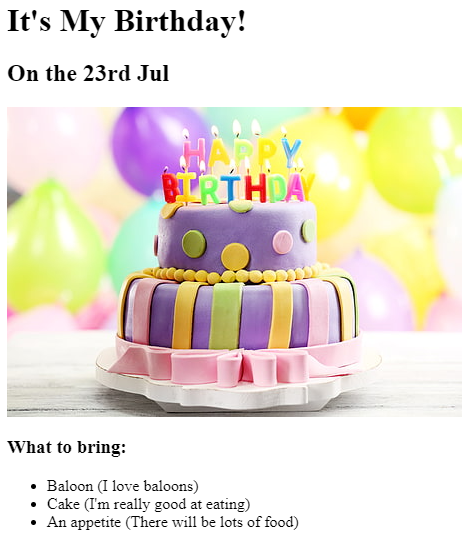 It's My Birthday!
On the 23rd Jul
HAPPY
BIRTHDAY
What to bring:
Baloon (I love baloons)
Cake (I'm really good at eating)
An appetite (There will be lots of food)